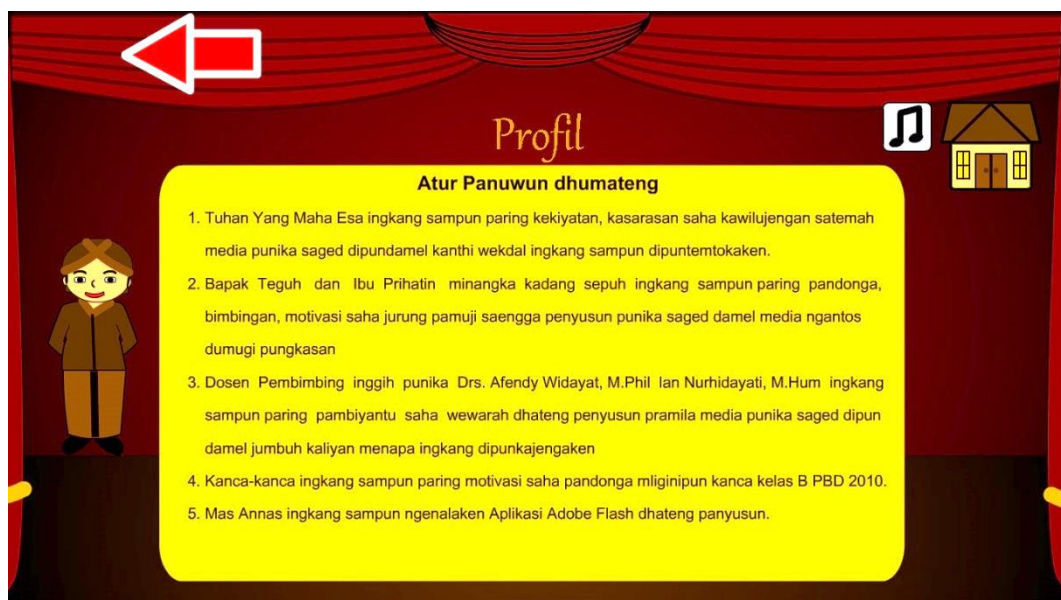 Profil
Atur Panuwun dhumateng
1. Tuhan Yang Maha Esa ingkang sampun paring kekiyatan, kasarasan saha kawilujengan satemah
media punika saged dipundamel kanthi wekdal ingkang sampun dipuntemtokaken.
2. Bapak Teguh dan Ibu Prihatin minangka kadang sepuh ingkang sampun paring pandonga,
bimbingan, motivasi saha jurung pamuji saengga penyusun punika saged damel media ngantos
dumugi pungkasan
3. Dosen Pembimbing inggih punika Drs. Afendy Widayat, M.Phil lan Nurhidayati, M.Hum ingkang
sampun paring pambiyantu saha wewarah dhateng penyusun pramila media punika saged dipun
damel jumbuh kaliyan menapa ingkang dipunkajengaken
4. Kanca-kanca ingkang sampun paring motivasi saha pandonga mliginipun kanca kelas B PBD 2010.
5. Mas Annas ingkang sampun ngenalaken Aplikasi Adobe Flash dhateng panyusun.